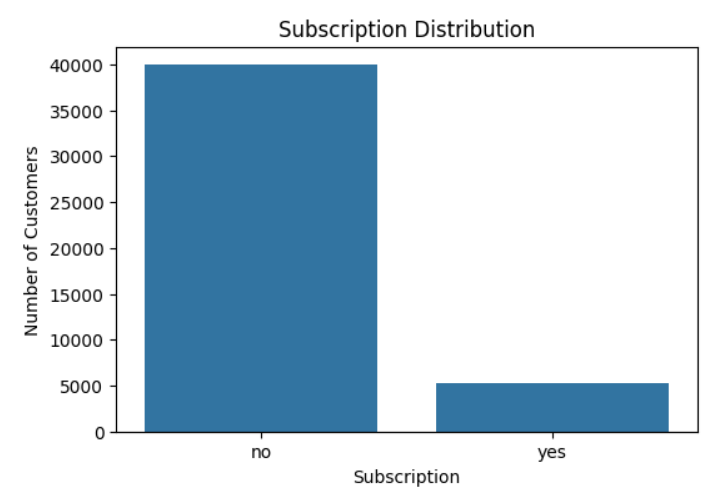 Subscription Distribution
40000
35000
30000
25000
20000
15000
10000
5000
0
Number of Customers
no yes
Subscription